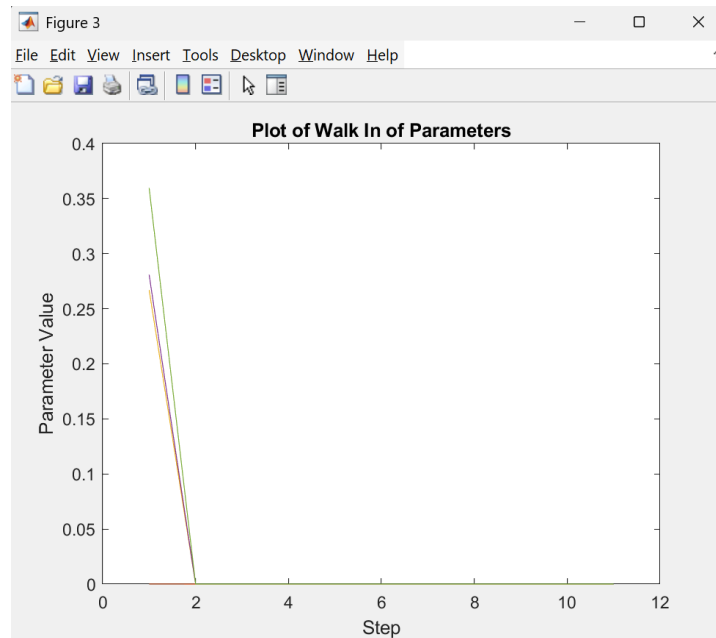 Figure 3
File Edit View Insert Tools Desktop Window Help
Plot of Walk In of Parameters
0.4
0.35
0.3
0.25
0.2
0.15
0.1
0.05
0
Parameter Value
0 2 4 6 8 10 12
Step